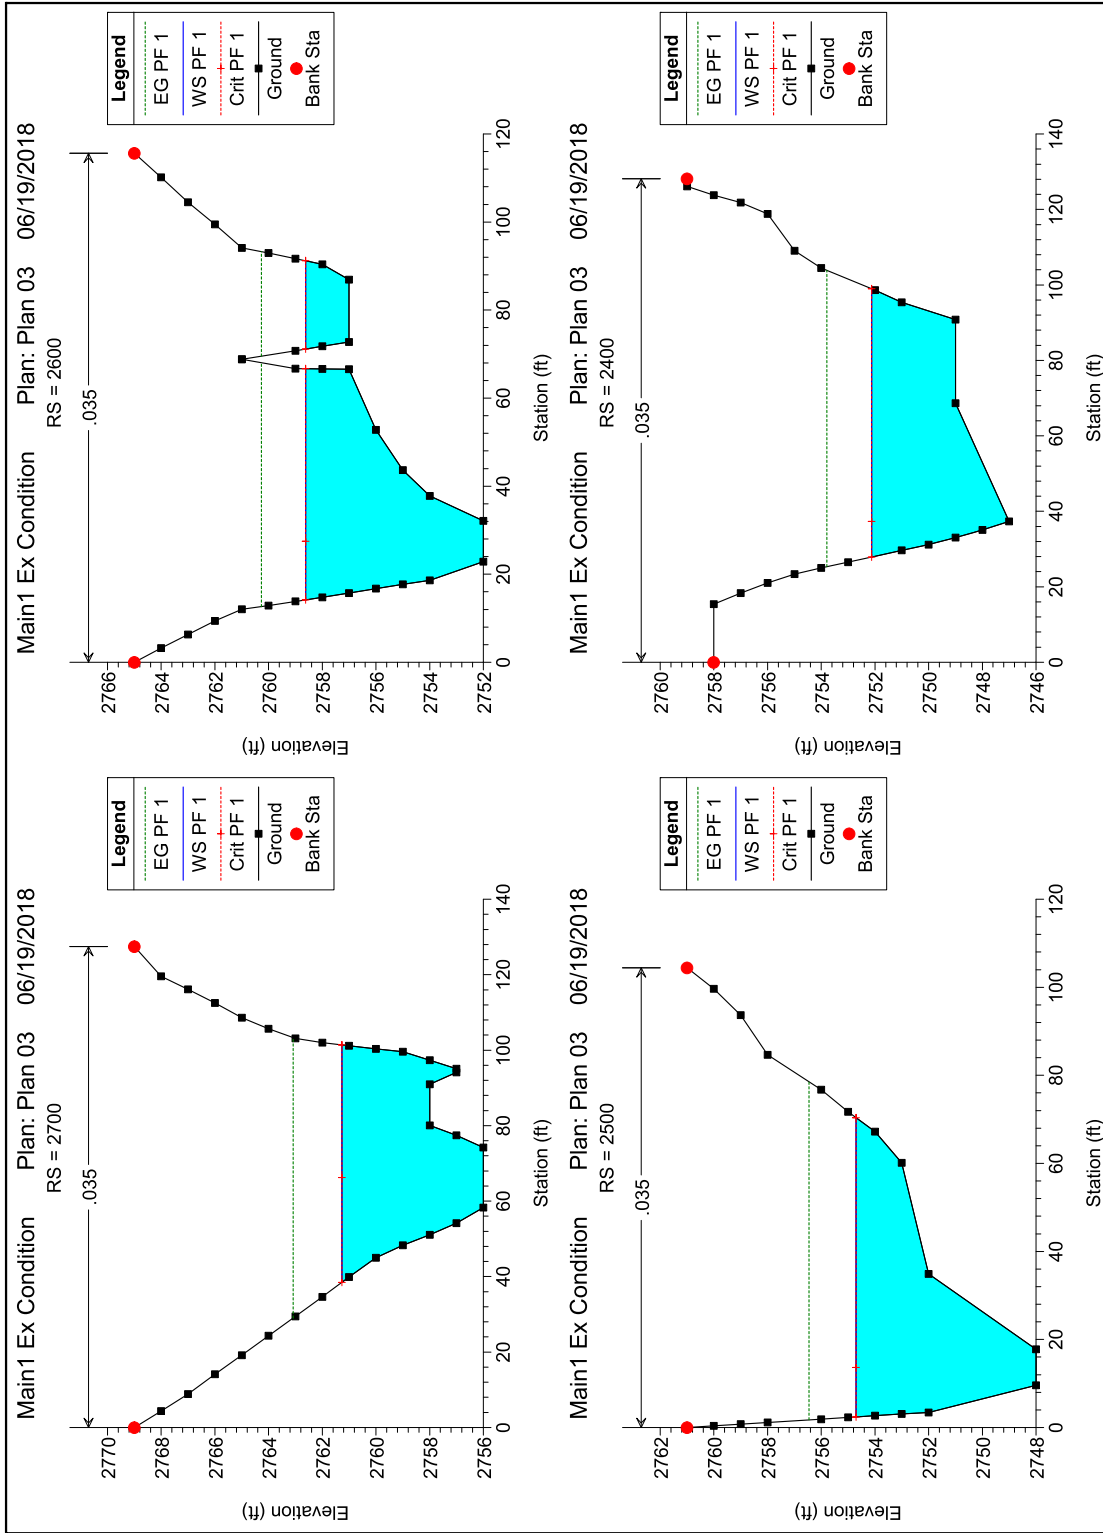 Main1 Ex Condition Plan: Plan 03 06/19/2018
RS = 2700
.035
Legend
EG PF 1
WS PF 1
Crit PF 1
Ground
Bank Sta
2770
2768
2766
2764
2762
2760
2758
2756
Elevation (ft)
0 20 40 60 80 100 120 140
Station (ft)
Main1 Ex Condition Plan: Plan 03 06/19/2018
RS = 2600
.035
Legend
EG PF 1
WS PF 1
Crit PF 1
Ground
Bank Sta
2766
2764
2762
2760
2758
2756
2754
2752
Elevation (ft)
0 20 40 60 80 100 120
Station (ft)
Main1 Ex Condition Plan: Plan 03 06/19/2018
RS = 2500
.035
Legend
EG PF 1
WS PF 1
Crit PF 1
Ground
Bank Sta
2762
2760
2758
2756
2754
2752
2750
2748
Elevation (ft)
0 20 40 60 80 100 120
Station (ft)
Main1 Ex Condition Plan: Plan 03 06/19/2018
RS = 2400
.035
Legend
EG PF 1
WS PF 1
Crit PF 1
Ground
Bank Sta
2760
2758
2756
2754
2752
2750
2748
2746
Elevation (ft)
0 20 40 60 80 100 120 140
Station (ft)